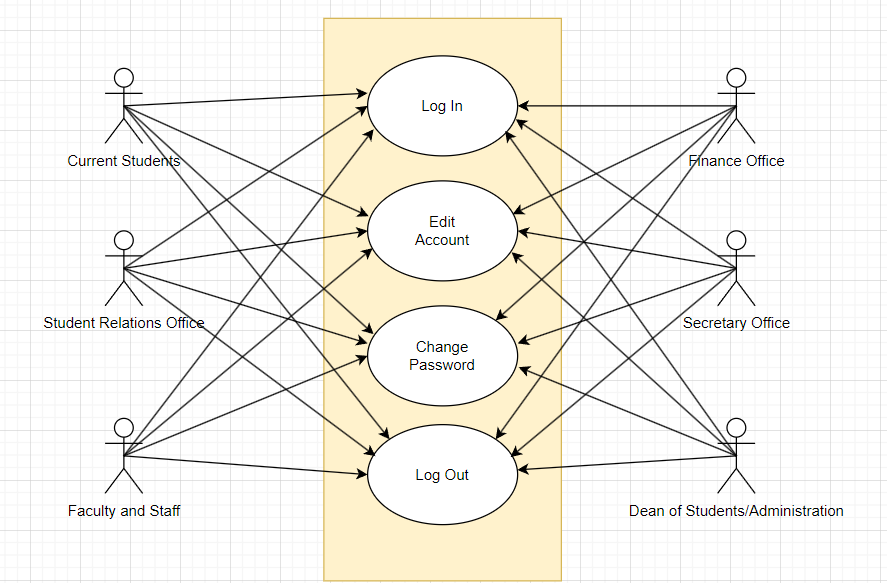 Log In
Current Students
Finance Office
Edit
Account
Student Relations Office
Secretary Office
Change
Password
Log Out
Faculty and Staff
Dean of Students/Administration